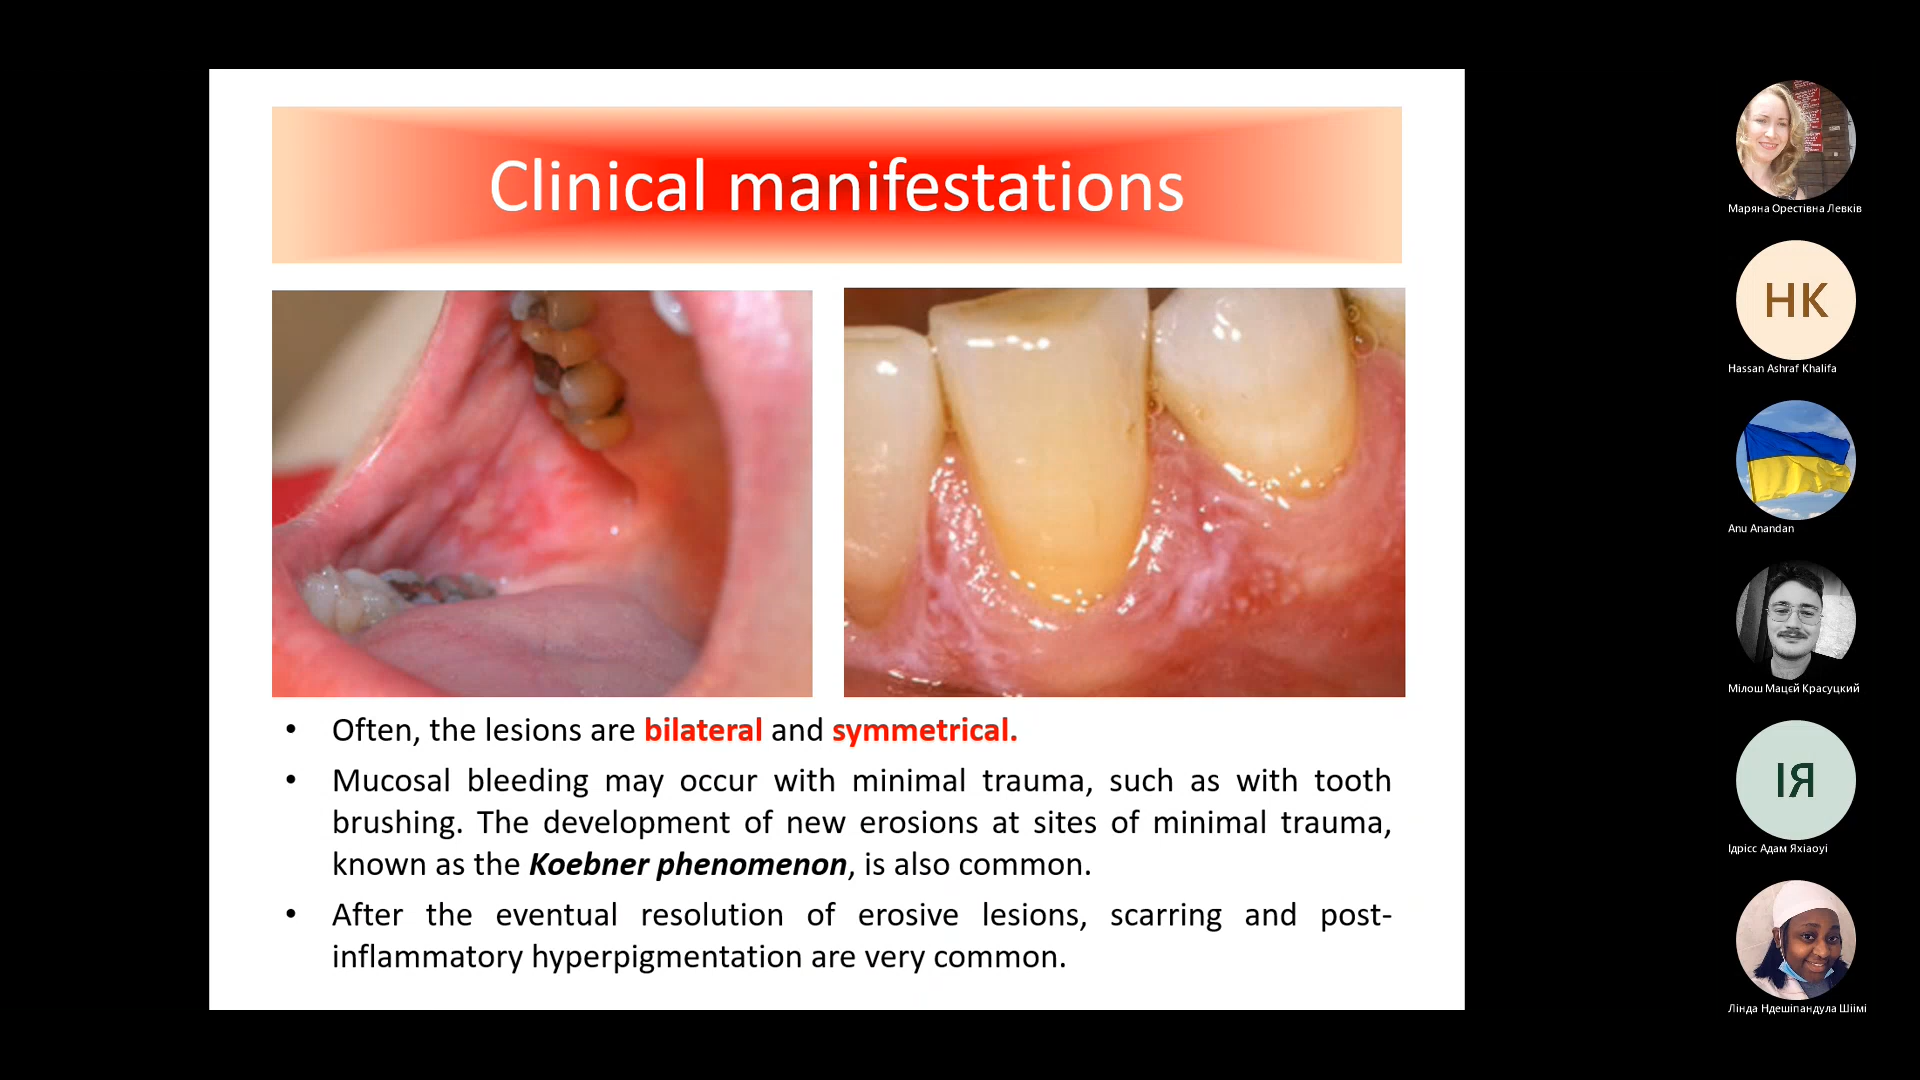 Clinical manifestations
• Often, the lesions are bilateral and symmetrical.
• Mucosal bleeding may occur with minimal trauma, such as with tooth
brushing. The development of new erosions at sites of minimal trauma,
known as the Koebner phenomenon, is also common.
• After the eventual resolution of erosive lesions, scarring and post-
inflammatory hyperpigmentation are very common.
Маряна Орестівна Левків
НК
Hassan Ashraf Khalifa
Anu Anandan
Мілош Мацєй Красуцкий
ІЯ
Ідрісс Адам Яхіаоуі
Лінда Ндешіпандула Шіімі